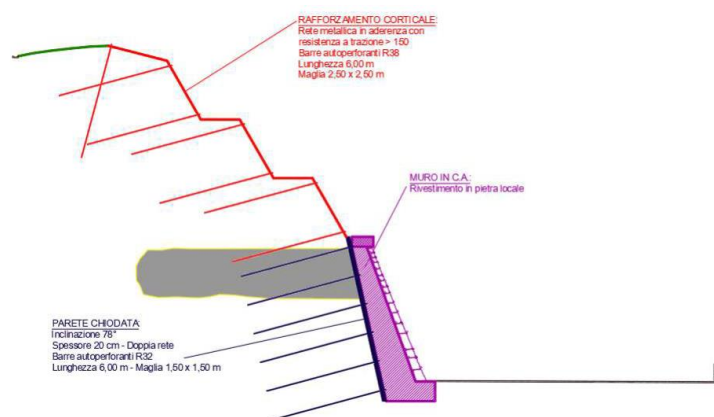 RAFFORZAMENTO CORTICALE:
Rete metallica in aderenza con
resistenza a trazione > 150
Barre autoperforanti R38
Lunghezza 6,00 m
Maglia 2,50 x 2,50 m
MURO IN C.A.:
Rivestimento in pietra locale
PARETE CHIODATA:
Inclinazione 78°
Spessore 20 cm - Doppia rete
Barre autoperforanti R32
Lunghezza 6,00 m - Maglia 1,50 x 1,50 m